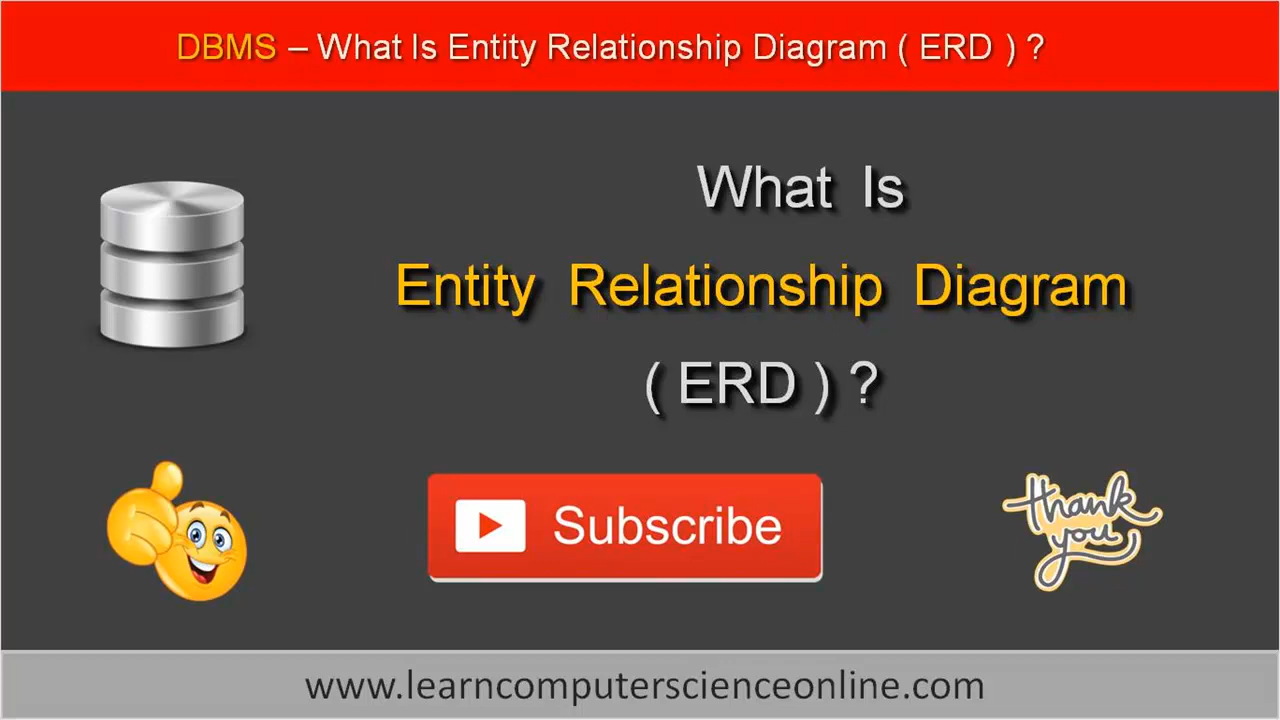 DBMS – What Is Entity Relationship Diagram ( ERD ) ?
What Is
Entity Relationship Diagram
( ERD ) ?
Subscribe
thank
you
www.learncomputerscienceonline.com